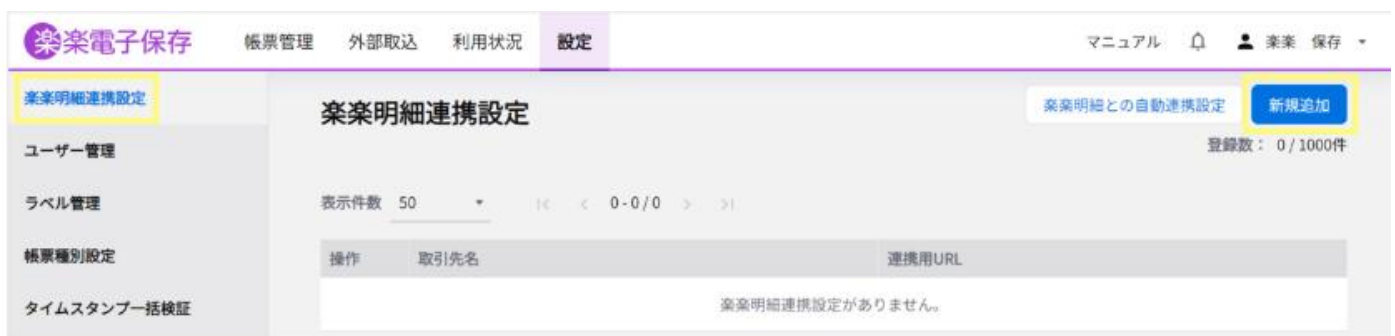 楽楽電子保存 帳票管理 外部取込 利用状況 設定 マニュアル 楽楽 保存
楽楽明細連携設定
ユーザー管理
ラベル管理
帳票種別設定
タイムスタンプ一括検証
楽楽明細連携設定 楽楽明細との自動連携設定 新規追加
登録数： 0 / 1000件
表示件数 50 0 - 0 / 0
操作 取引先名 連携用URL
楽楽明細連携設定がありません。